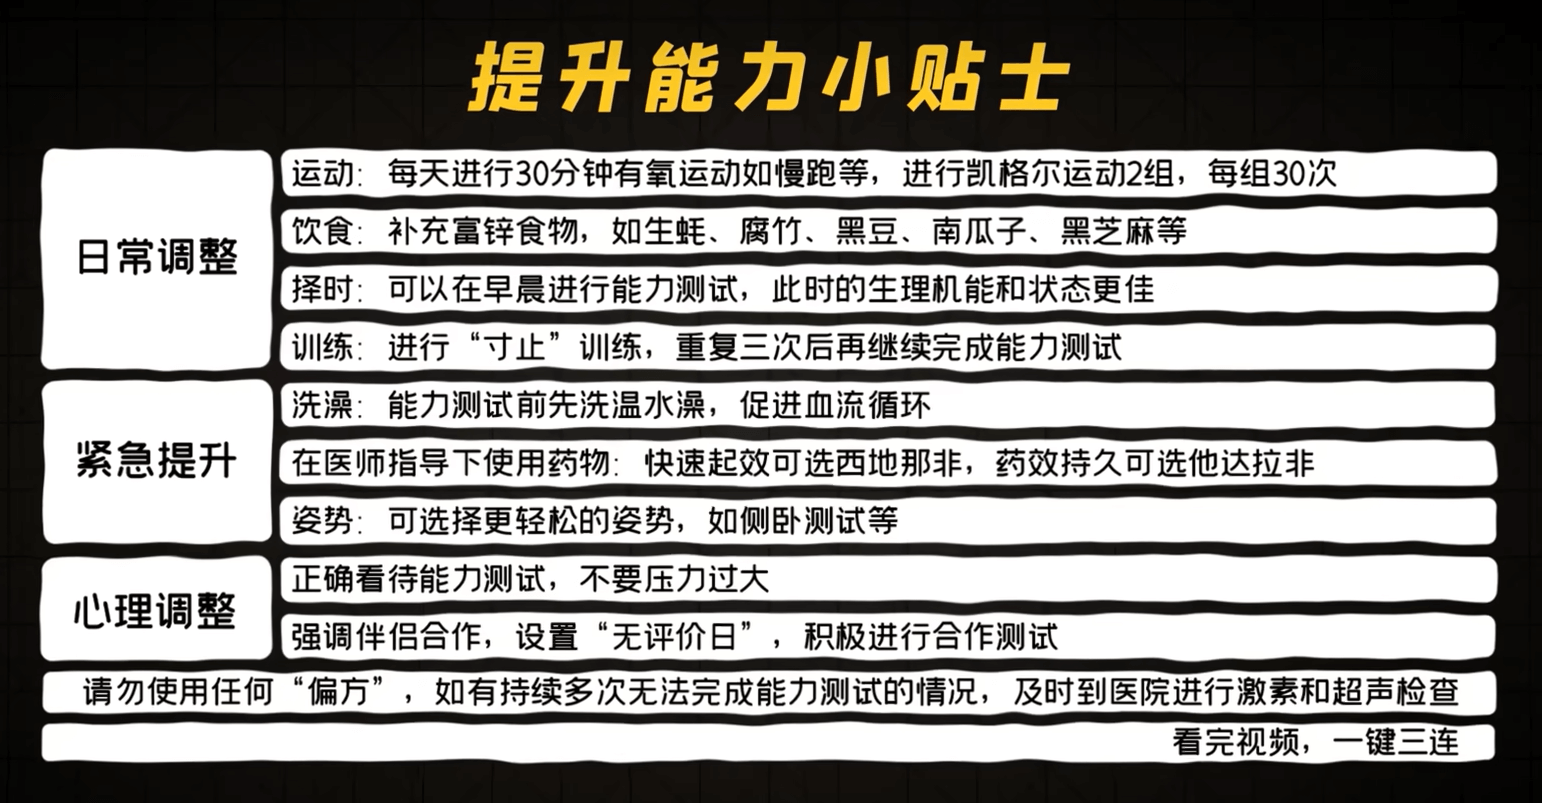 提升能力小贴士
日常调整
运动：每天进行30分钟有氧运动如慢跑等，进行凯格尔运动2组，每组30次
饮食：补充富锌食物，如生蚝、腐竹、黑豆、南瓜子、黑芝麻等
择时：可以在早晨进行能力测试，此时的生理机能和状态更佳
训练：进行“寸止”训练，重复三次后再继续完成能力测试
紧急提升
洗澡：能力测试前先洗温水澡，促进血流循环
在医师指导下使用药物：快速起效可选西地那非，药效持久可选他达拉非
姿势：可选择更轻松的姿势，如侧卧测试等
心理调整
正确看待能力测试，不要压力过大
强调伴侣合作，设置“无评价日”，积极进行合作测试
请勿使用任何“偏方”，如有持续多次无法完成能力测试的情况，及时到医院进行激素和超声检查
看完视频，一键三连